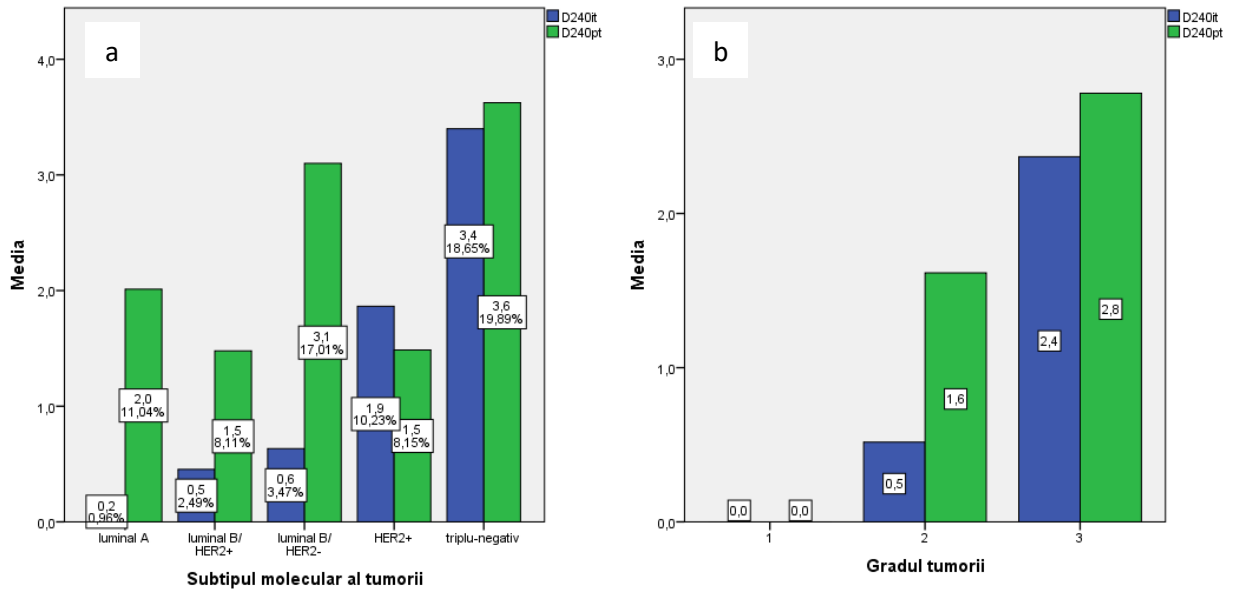 a
D240it
D240pt
4,0
3,0
2,0
1,0
0,0
Media
0,2
0,96%
2,0
11,04%
0,5
2,49%
1,5
8,11%
0,6
3,47%
3,1
17,01%
1,9
10,23%
1,5
8,15%
3,4
18,65%
3,6
19,89%
luminal A
luminal B/
HER2+
luminal B/
HER2-
HER2+
triplu-negativ
Subtipul molecular al tumorii
b
D240it
D240pt
3,0
2,0
1,0
0,0
Media
0,0
0,0
0,5
1,6
2,4
2,8
1
2
3
Gradul tumorii